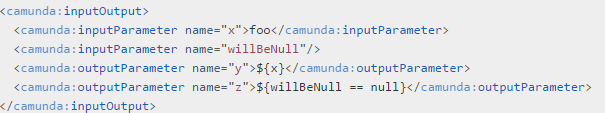 <camunda:inputOutput>
<camunda:inputParameter name="x">foo</camunda:inputParameter>
<camunda:inputParameter name="willBeNull"/>
<camunda:outputParameter name="y">${x}</camunda:outputParameter>
<camunda:outputParameter name="z">${willBeNull == null}</camunda:outputParameter>
</camunda:inputOutput>